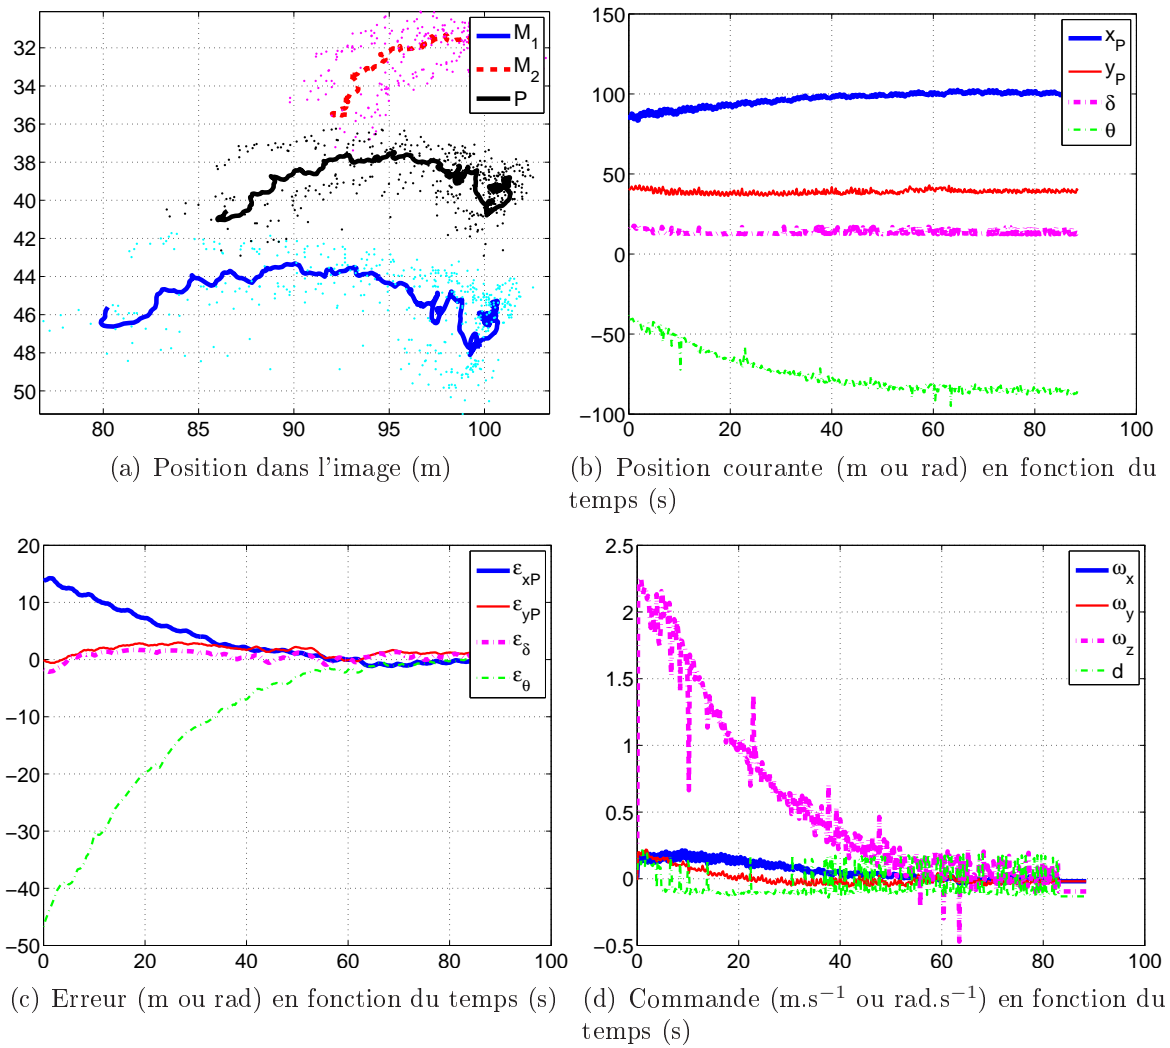 32
34
36
38
40
42
44
46
48
50
80
85
90
95
100
M1
M2
P
(a) Position dans l'image (m)
150
100
50
0
−50
−100
0
20
40
60
80
100
xP
yP
δ
θ
(b) Position courante (m ou rad) en fonction du
temps (s)
20
10
0
−10
−20
−30
−40
−50
0
20
40
60
80
100
εxP
εyP
εδ
εθ
(c) Erreur (m ou rad) en fonction du temps (s)
2.5
2
1.5
1
0.5
0
−0.5
0
20
40
60
80
100
ωx
ωy
ωz
d
(d) Commande (m.s⁻¹ ou rad.s⁻¹) en fonction du
temps (s)